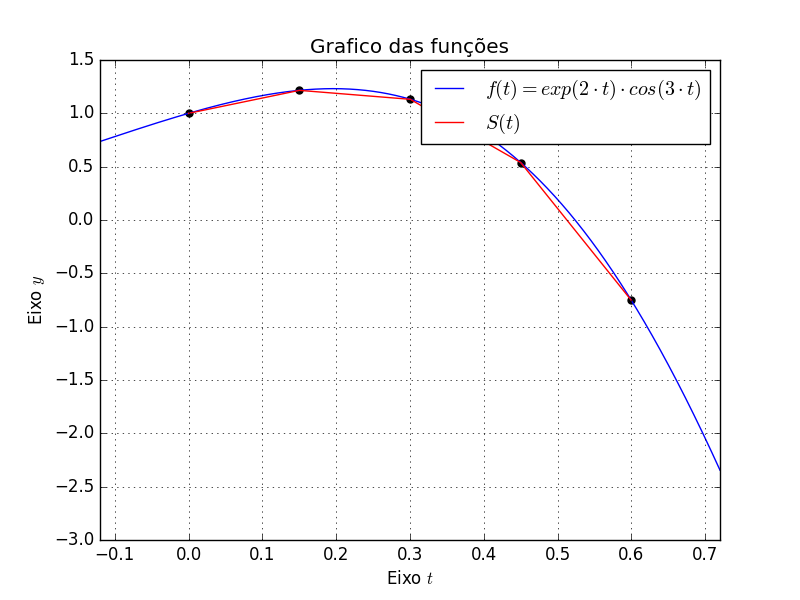 Grafico das funções
f(t) = exp(2 · t) · cos(3 · t)
S(t)
1.5
1.0
0.5
0.0
−0.5
−1.0
−1.5
−2.0
−2.5
−3.0
Eixo y
−0.1 0.0 0.1 0.2 0.3 0.4 0.5 0.6 0.7
Eixo t